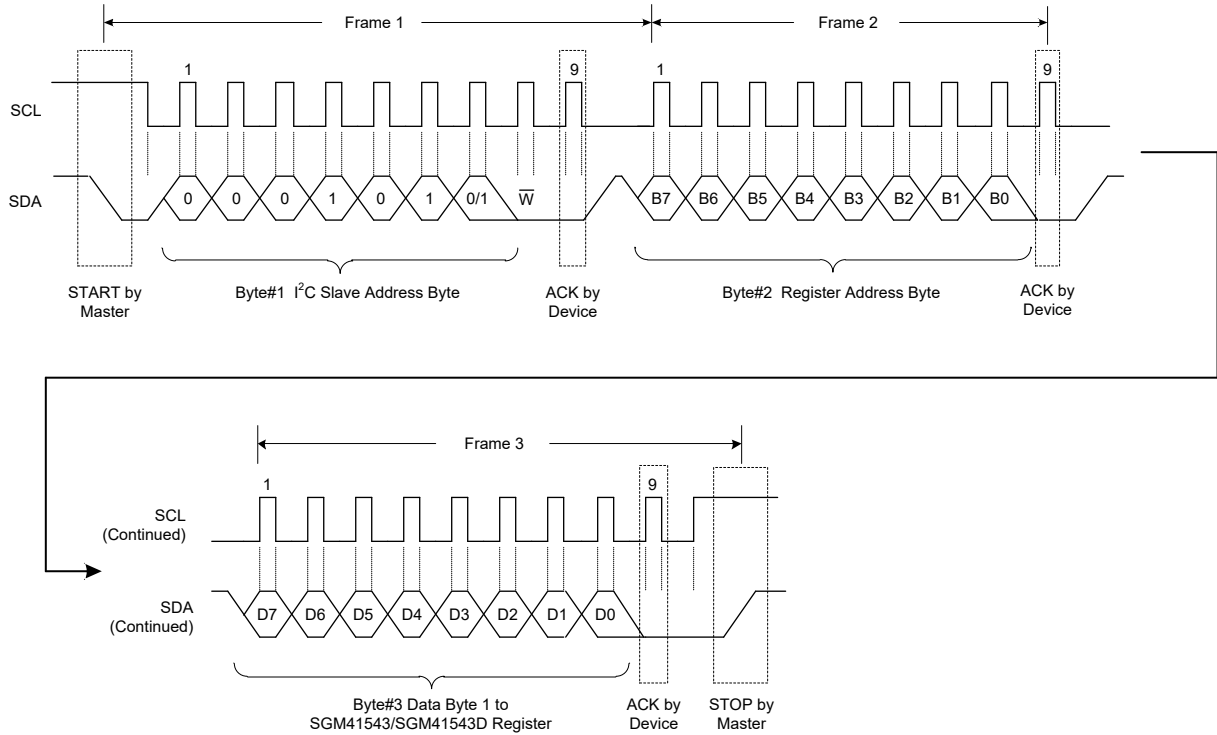 Frame 1
Frame 2
1
9
1
9
SCL
SDA
0
0
0
1
0
1
0/1
W̅
B7
B6
B5
B4
B3
B2
B1
B0
START by
Master
Byte#1 I²C Slave Address Byte
ACK by
Device
Byte#2 Register Address Byte
ACK by
Device
Frame 3
1
9
SCL
(Continued)
SDA
(Continued)
D7
D6
D5
D4
D3
D2
D1
D0
Byte#3 Data Byte 1 to
SGM41543/SGM41543D Register
ACK by
Device
STOP by
Master